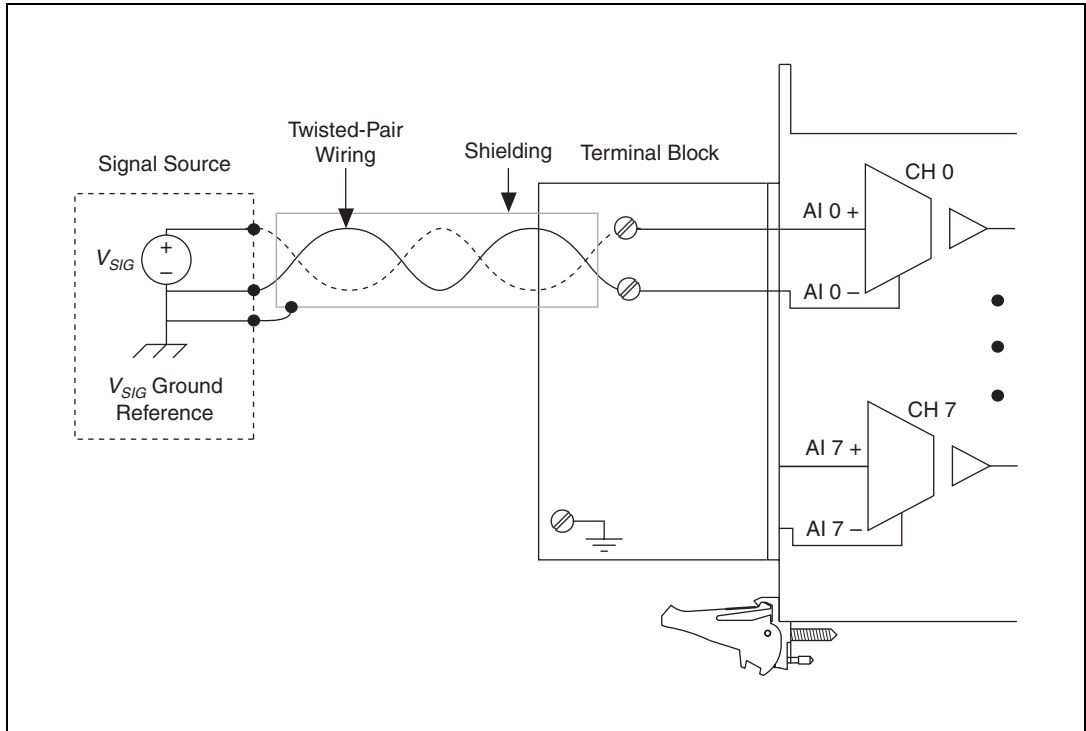 Signal Source
Twisted-Pair
Wiring
Shielding
Terminal Block
CH 0
AI 0 +
AI 0 –
V_SIG
+
–
V_SIG Ground
Reference
CH 7
AI 7 +
AI 7 –